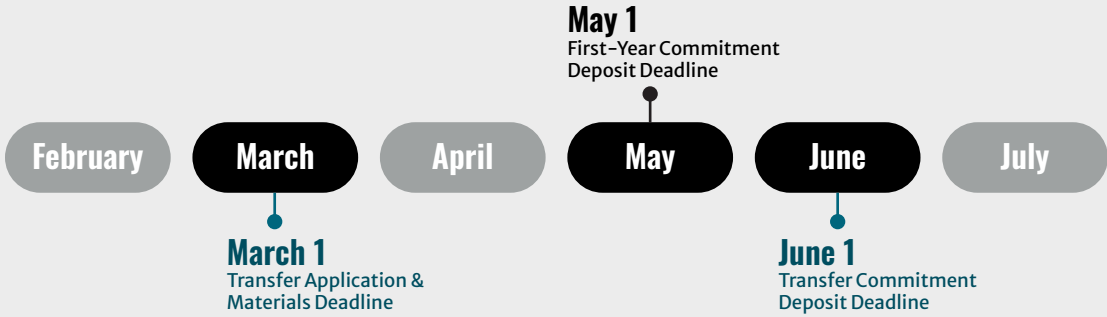 May 1
First-Year Commitment
Deposit Deadline
February
March
April
May
June
July
March 1
Transfer Application &
Materials Deadline
June 1
Transfer Commitment
Deposit Deadline